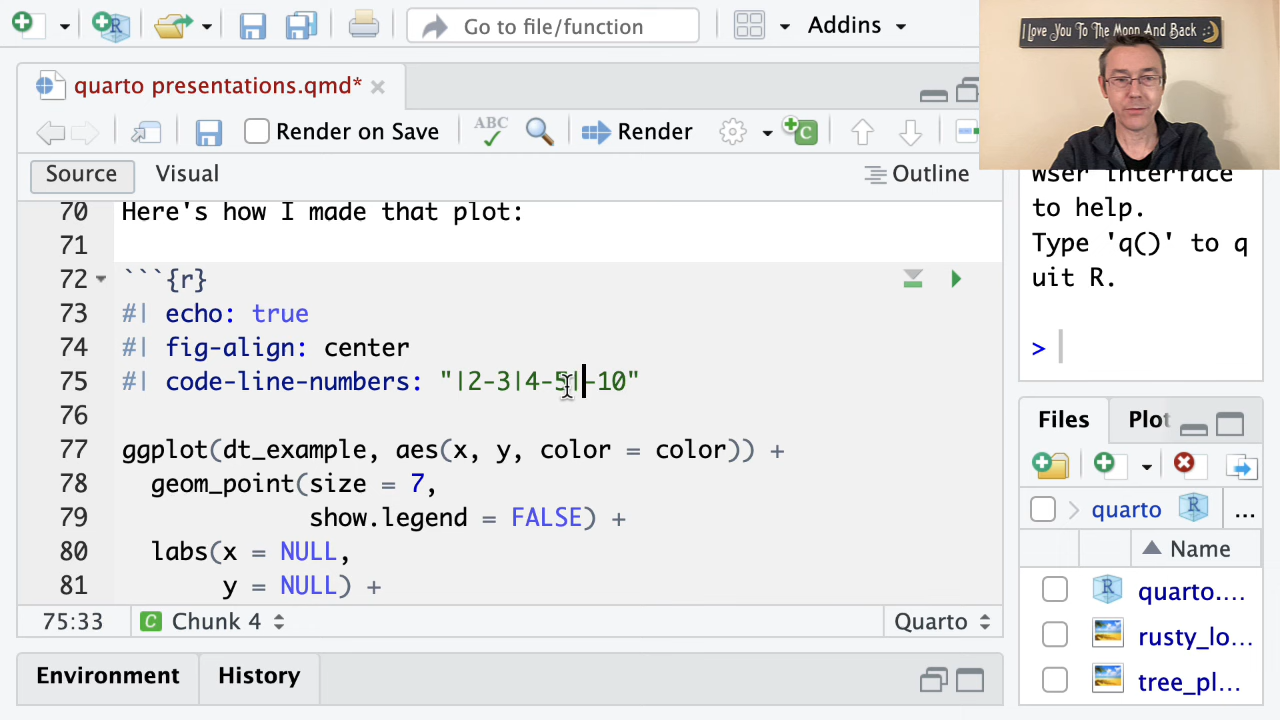 Go to file/function
Addins
I Love You To The Moon And Back
quarto presentations.qmd*
Render on Save
ABC
Render
Source
Visual
Outline
70 Here's how I made that plot:
71
72 ```{r}
73 #| echo: true
74 #| fig-align: center
75 #| code-line-numbers: "|2-3|4-5|-10"
76
77 ggplot(dt_example, aes(x, y, color = color)) +
78 geom_point(size = 7,
79 show.legend = FALSE) +
80 labs(x = NULL,
81 y = NULL) +
75:33
C Chunk 4
Quarto
Environment
History
wser interface
to help.
Type 'q()' to q
uit R.
>
Files
Plot
quarto
R
...
Name
quarto....
rusty_lo...
tree_pl...